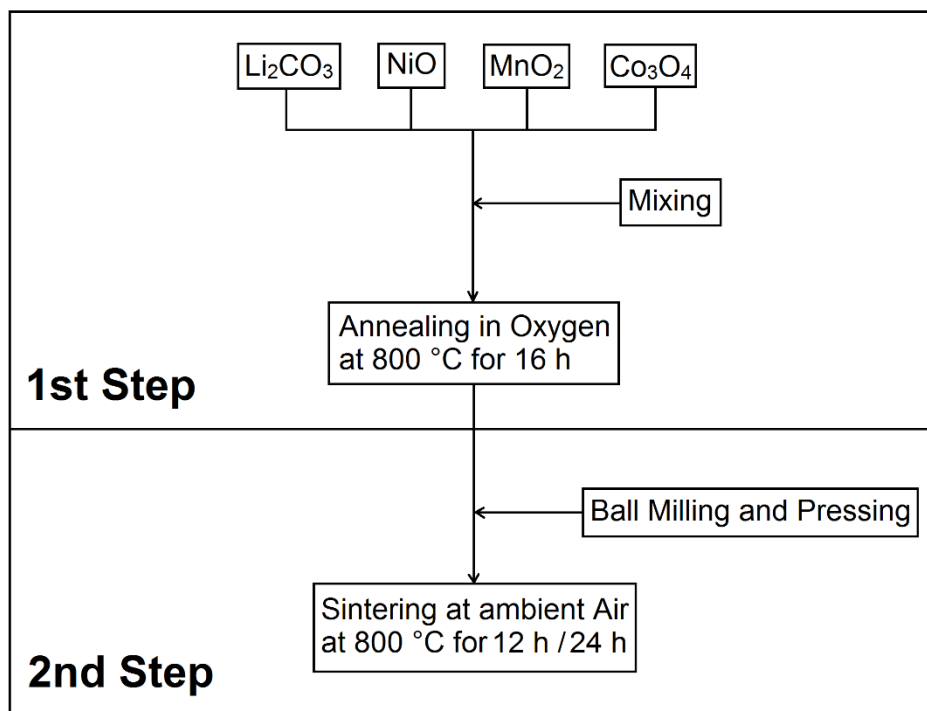 Li₂CO₃
NiO
MnO₂
Co₃O₄
Mixing
Annealing in Oxygen
at 800 °C for 16 h
1st Step
Ball Milling and Pressing
Sintering at ambient Air
at 800 °C for 12 h / 24 h
2nd Step